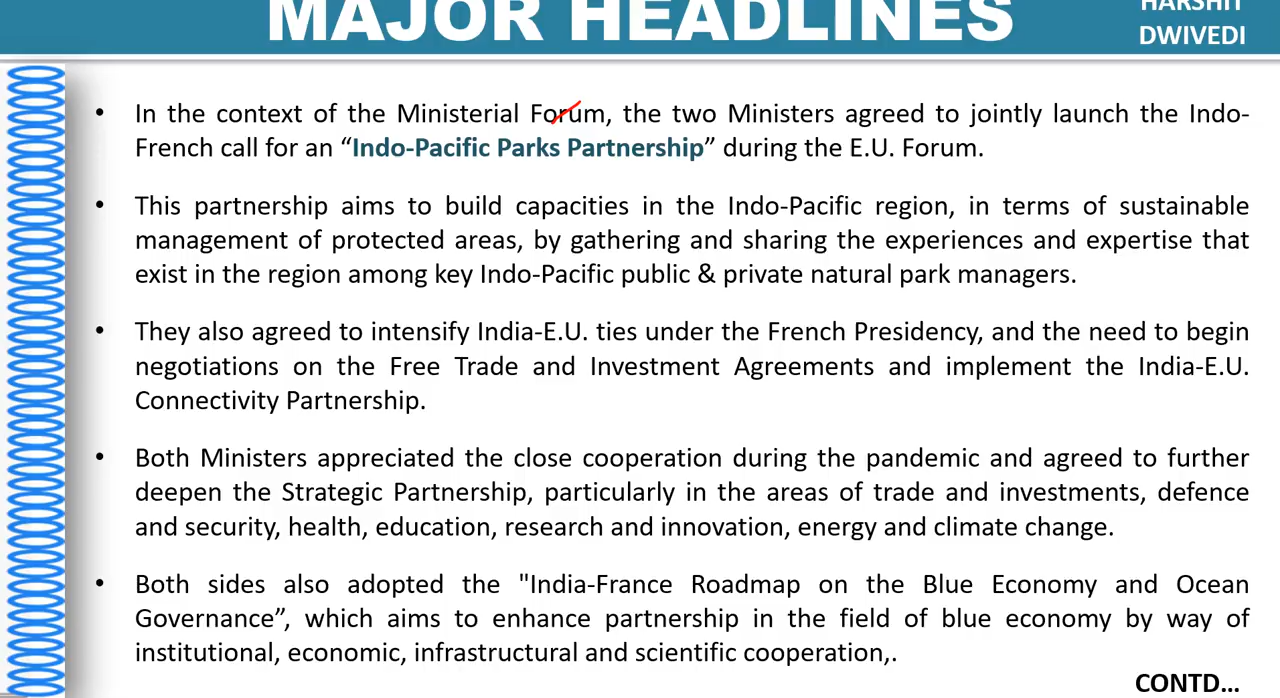 MAJOR HEADLINES
HARSHIT
DWIVEDI
• In the context of the Ministerial Forum, the two Ministers agreed to jointly launch the Indo-
French call for an “Indo-Pacific Parks Partnership” during the E.U. Forum.
• This partnership aims to build capacities in the Indo-Pacific region, in terms of sustainable
management of protected areas, by gathering and sharing the experiences and expertise that
exist in the region among key Indo-Pacific public & private natural park managers.
• They also agreed to intensify India-E.U. ties under the French Presidency, and the need to begin
negotiations on the Free Trade and Investment Agreements and implement the India-E.U.
Connectivity Partnership.
• Both Ministers appreciated the close cooperation during the pandemic and agreed to further
deepen the Strategic Partnership, particularly in the areas of trade and investments, defence
and security, health, education, research and innovation, energy and climate change.
• Both sides also adopted the "India-France Roadmap on the Blue Economy and Ocean
Governance”, which aims to enhance partnership in the field of blue economy by way of
institutional, economic, infrastructural and scientific cooperation,.
CONTD...